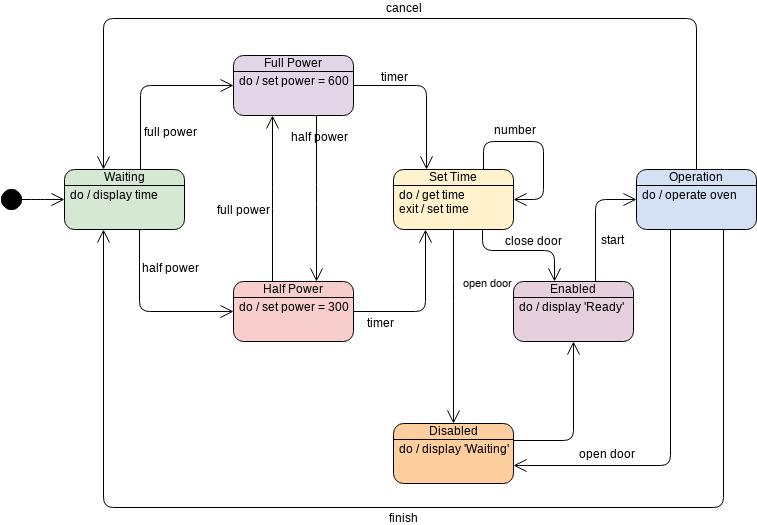 cancel
Full Power
do / set power = 600
timer
full power
half power
number
Waiting
do / display time
Set Time
do / get time
exit / set time
Operation
do / operate oven
full power
close door
start
half power
open door
Half Power
do / set power = 300
timer
Enabled
do / display 'Ready'
Disabled
do / display 'Waiting'
open door
finish